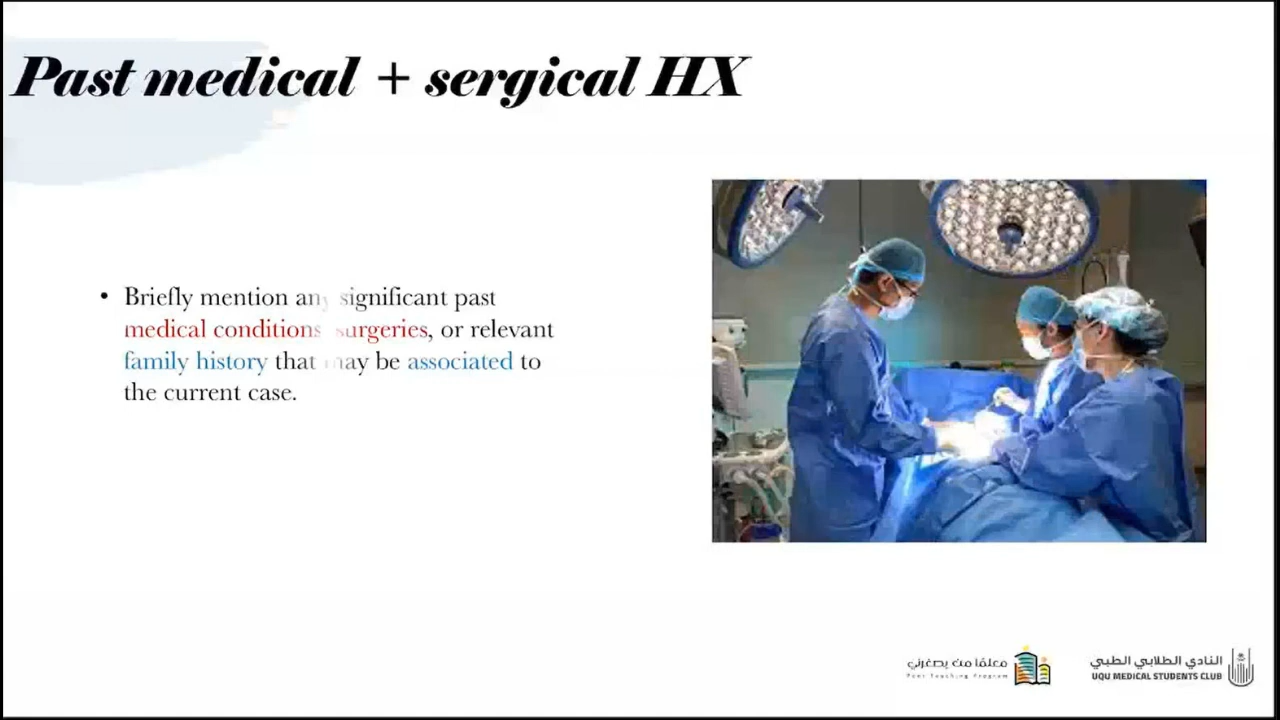 Past medical + sergical HX
• Briefly mention any significant past
medical conditions surgeries, or relevant
family history that may be associated to
the current case.
معلمًا من يصغرني
Peer Teaching Program
النادي الطلابي الطبي
UQU MEDICAL STUDENTS CLUB